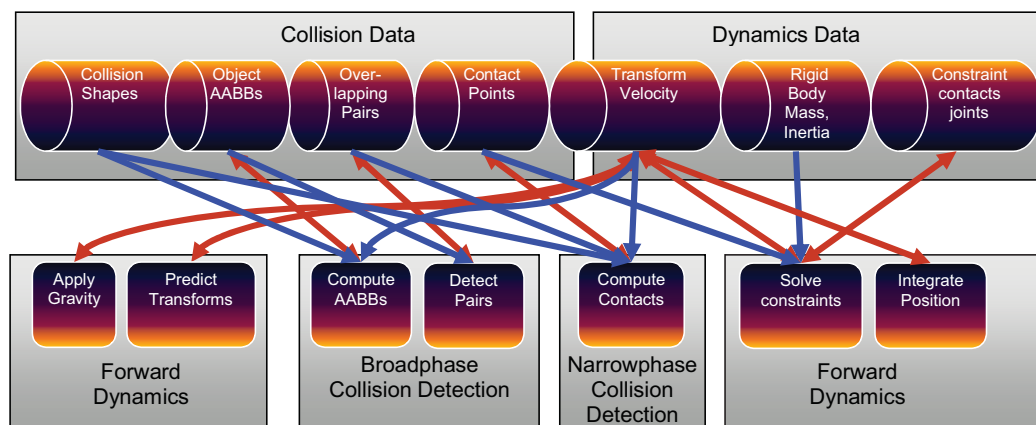 Collision Data
Dynamics Data
Collision
Shapes
Object
AABBs
Over-
lapping
Pairs
Contact
Points
Transform
Velocity
Rigid
Body
Mass,
Inertia
Constraint
contacts
joints
Apply
Gravity
Predict
Transforms
Compute
AABBs
Detect
Pairs
Compute
Contacts
Solve
constraints
Integrate
Position
Forward
Dynamics
Broadphase
Collision Detection
Narrowphase
Collision
Detection
Forward
Dynamics